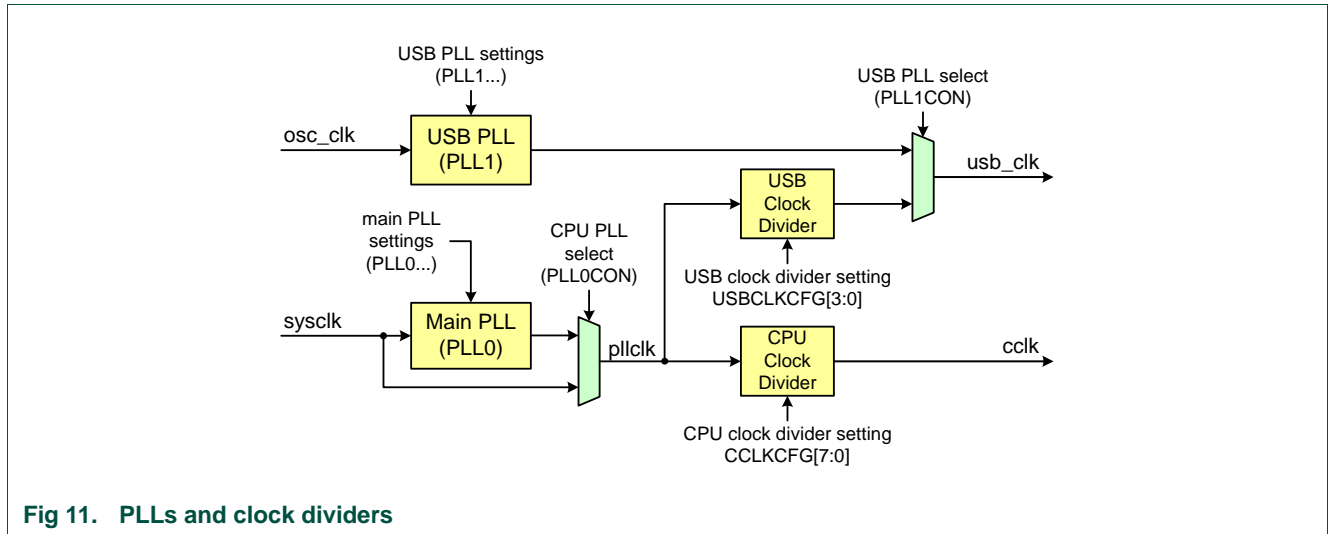 USB PLL settings
(PLL1...)
USB PLL select
(PLL1CON)
osc_clk
USB PLL
(PLL1)
usb_clk
USB
Clock
Divider
main PLL
settings
(PLL0...)
CPU PLL
select
(PLL0CON)
USB clock divider setting
USBCLKCFG[3:0]
sysclk
Main PLL
(PLL0)
pllclk
CPU
Clock
Divider
cclk
CPU clock divider setting
CCLKCFG[7:0]
Fig 11. PLLs and clock dividers